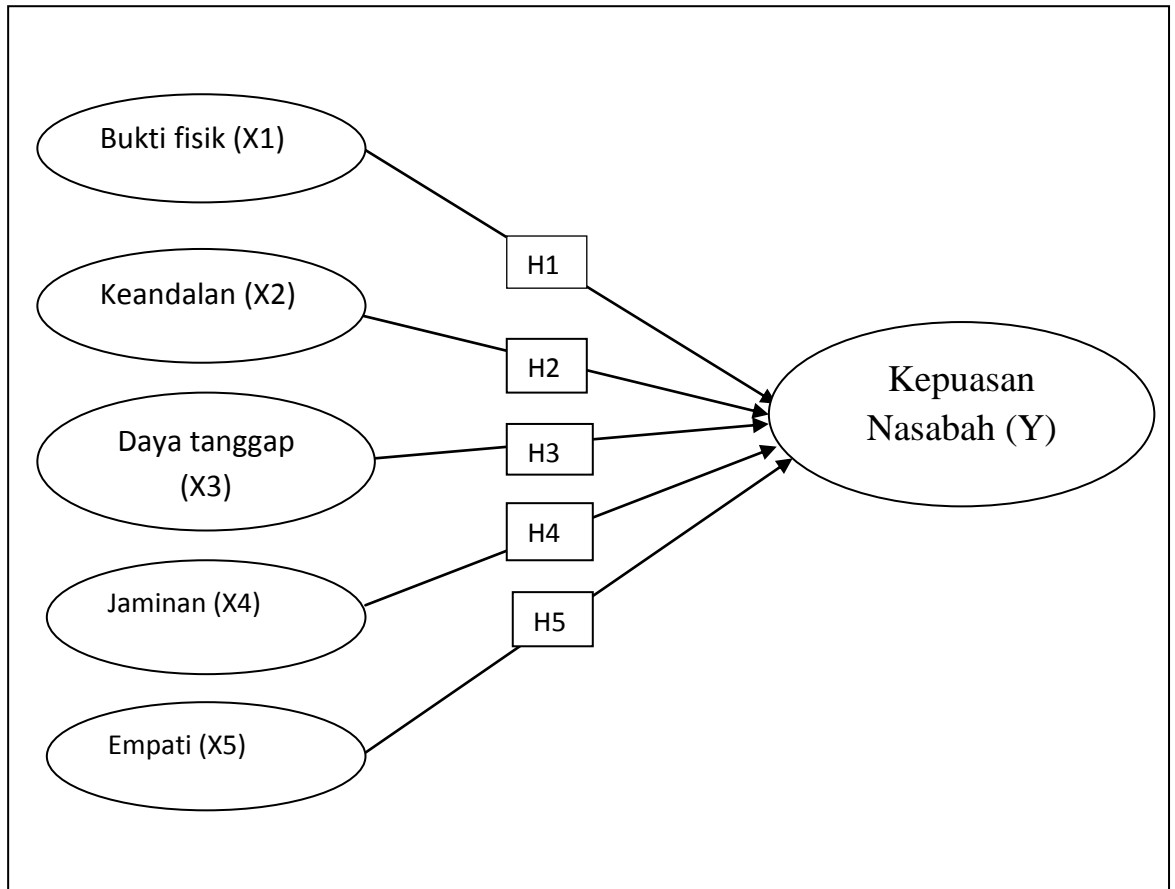 Bukti fisik (X1)
H1
Keandalan (X2)
H2
Kepuasan
Nasabah (Y)
Daya tanggap
(X3)
H3
H4
Jaminan (X4)
H5
Empati (X5)